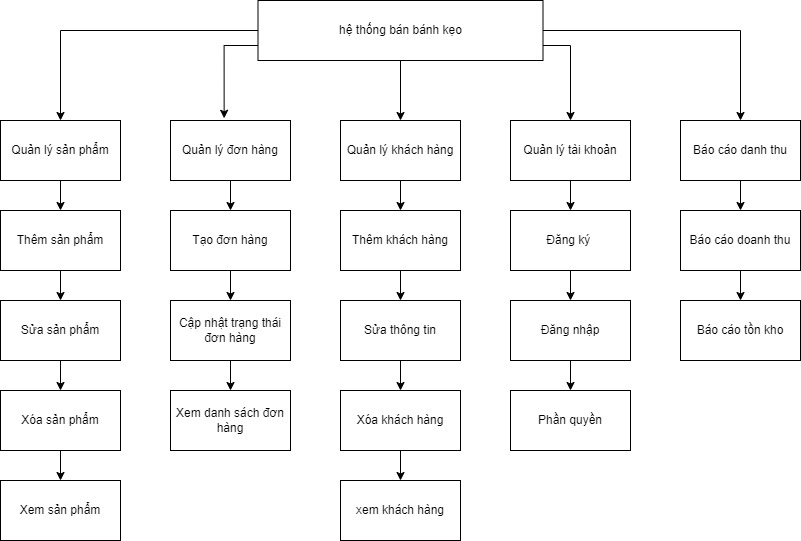 hệ thống bán bánh kẹo
Quản lý sản phẩm
Quản lý đơn hàng
Quản lý khách hàng
Quản lý tài khoản
Báo cáo danh thu
Thêm sản phẩm
Tạo đơn hàng
Thêm khách hàng
Đăng ký
Báo cáo doanh thu
Sửa sản phẩm
Cập nhật trạng thái
đơn hàng
Sửa thông tin
Đăng nhập
Báo cáo tồn kho
Xóa sản phẩm
Xem danh sách đơn
hàng
Xóa khách hàng
Phần quyền
Xem sản phẩm
xem khách hàng